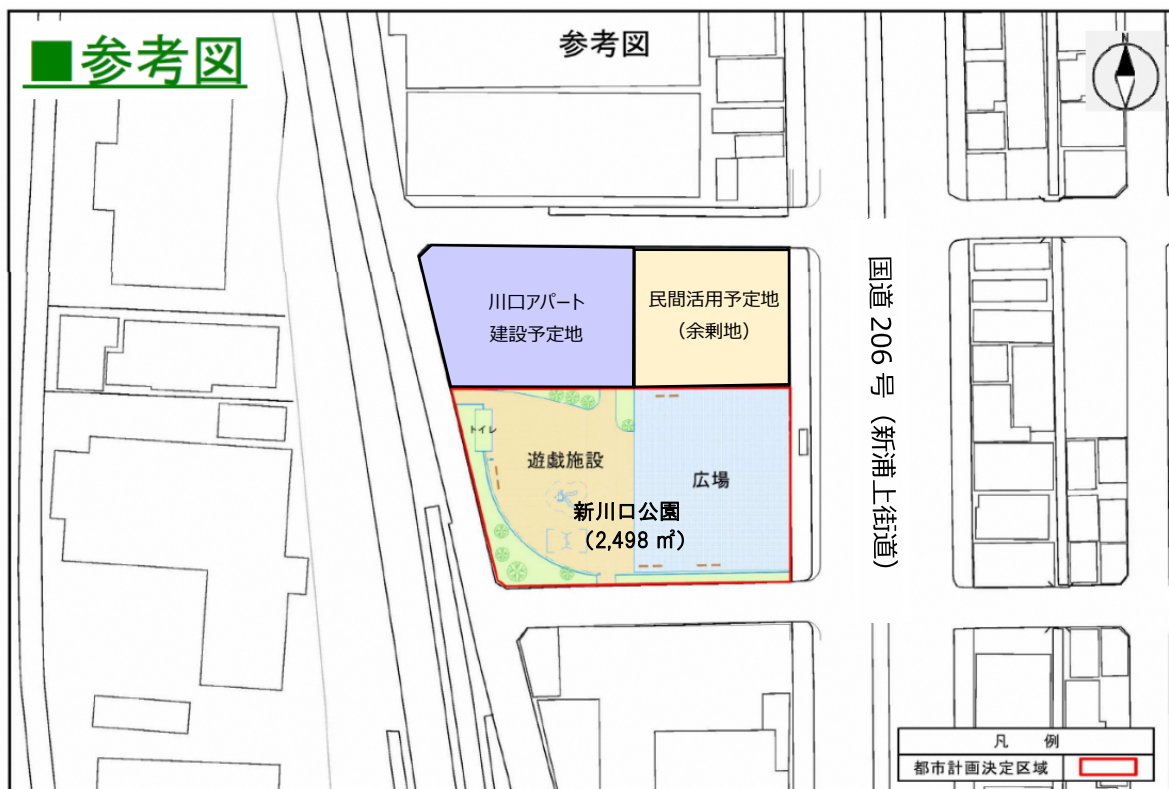 ■参考図
参考図
N
川口アパート
建設予定地
民間活用予定地
（余剰地）
国道 206 号（新浦上街道）
トイレ
遊戯施設
広場
新川口公園
（2,498 ㎡）
凡 例
都市計画決定区域